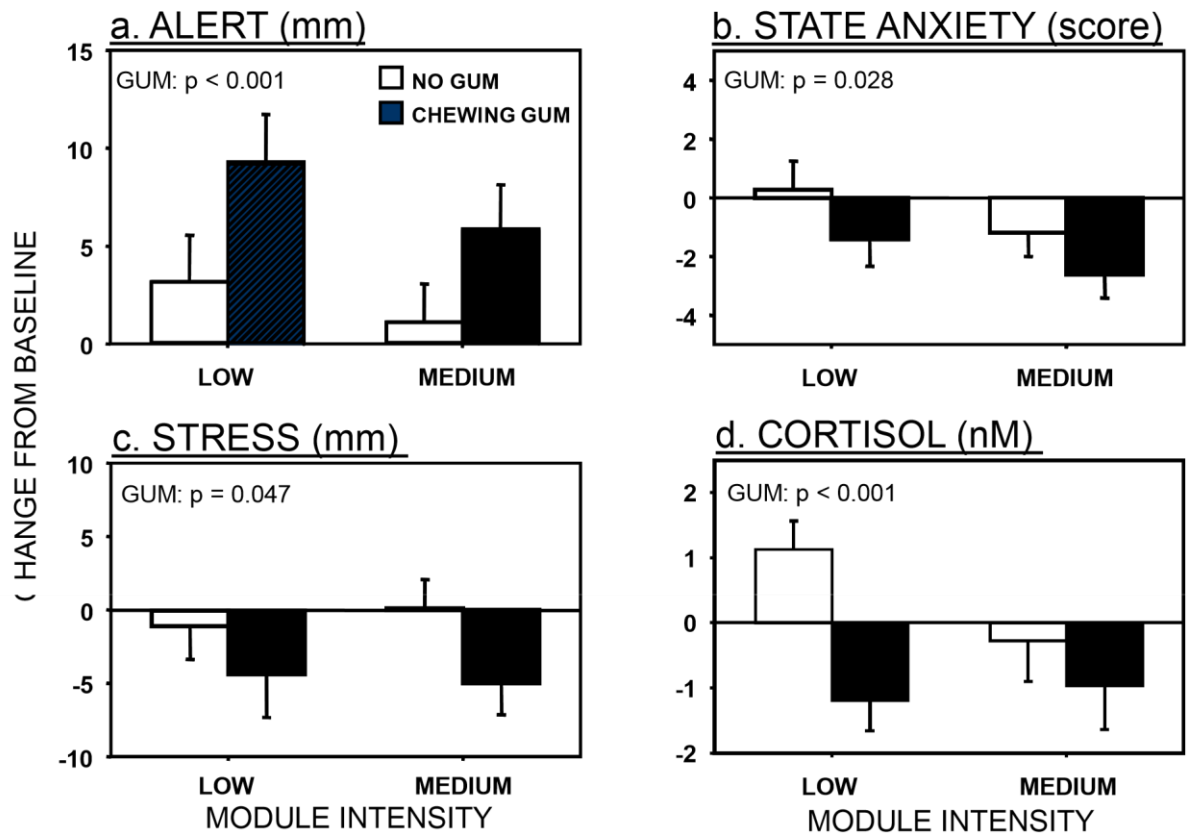 a. ALERT (mm)
15
GUM: p < 0.001
NO GUM
CHEWING GUM
10
5
0
LOW
MEDIUM
b. STATE ANXIETY (score)
4
GUM: p = 0.028
2
0
-2
-4
LOW
MEDIUM
( HANGE FROM BASELINE
c. STRESS (mm)
10
GUM: p = 0.047
5
0
-5
-10
LOW
MEDIUM
MODULE INTENSITY
d. CORTISOL (nM)
2
GUM: p < 0.001
1
0
-1
-2
LOW
MEDIUM
MODULE INTENSITY